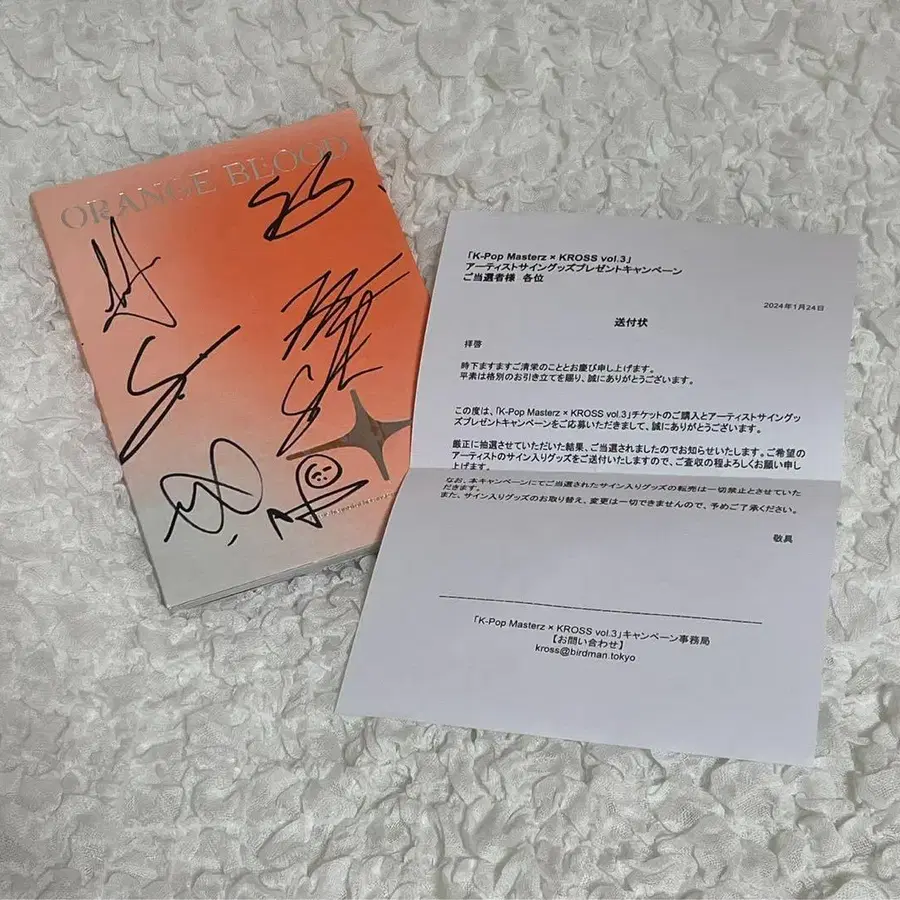 ORANGE BLOOD
「K-Pop Masterz × KROSS vol.3」
アーティストサイングッズプレゼントキャンペーン
ご当選者様 各位
2024年1月24日
送付状
拝啓
時下ますますご清栄のこととお慶び申し上げます。
平素は格別のお引き立てを賜り、誠にありがとうございます。
この度は、「K-Pop Masterz × KROSS vol.3」チケットのご購入とアーティストサイングッ
ズプレゼントキャンペーンをご応募いただきまして、誠にありがとうございます。
厳正に抽選させていただいた結果、ご当選されましたのでお知らせいたします。ご希望の
アーティストのサイン入りグッズをご送付いたしますので、ご査収の程よろしくお願い申し
上げます。
なお、本キャンペーンにてご当選されたサイン入りグッズの転売は一切禁止とさせていた
だきます。
また、サイン入りグッズのお取り替え、変更は一切できませんので、予めご了承ください。
敬具
「K-Pop Masterz × KROSS vol.3」キャンペーン事務局
【お問い合わせ】
kross@birdman.tokyo